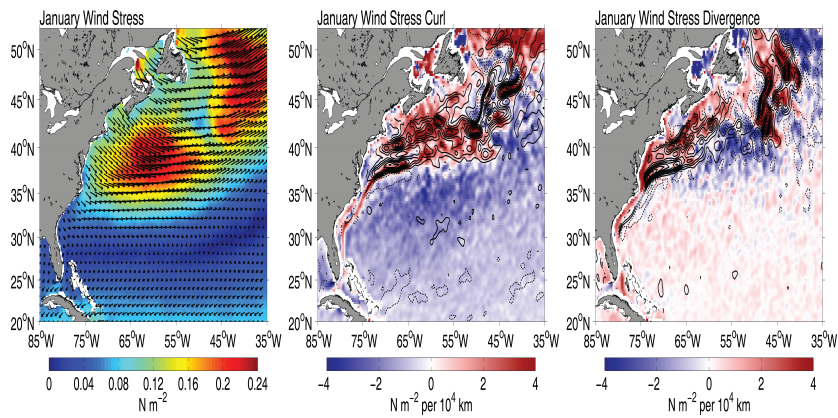 January Wind Stress
50°N
45°N
40°N
35°N
30°N
25°N
20°N
85°W 75°W 65°W 55°W 45°W 35°W
0 0.04 0.08 0.12 0.16 0.20 0.24
N m⁻²
January Wind Stress Curl
50°N
45°N
40°N
35°N
30°N
25°N
20°N
85°W 75°W 65°W 55°W 45°W 35°W
−4 −2 0 2 4
N m⁻² per 10⁴ km
January Wind Stress Divergence
50°N
45°N
40°N
35°N
30°N
25°N
20°N
85°W 75°W 65°W 55°W 45°W 35°W
−4 −2 0 2 4
N m⁻² per 10⁴ km